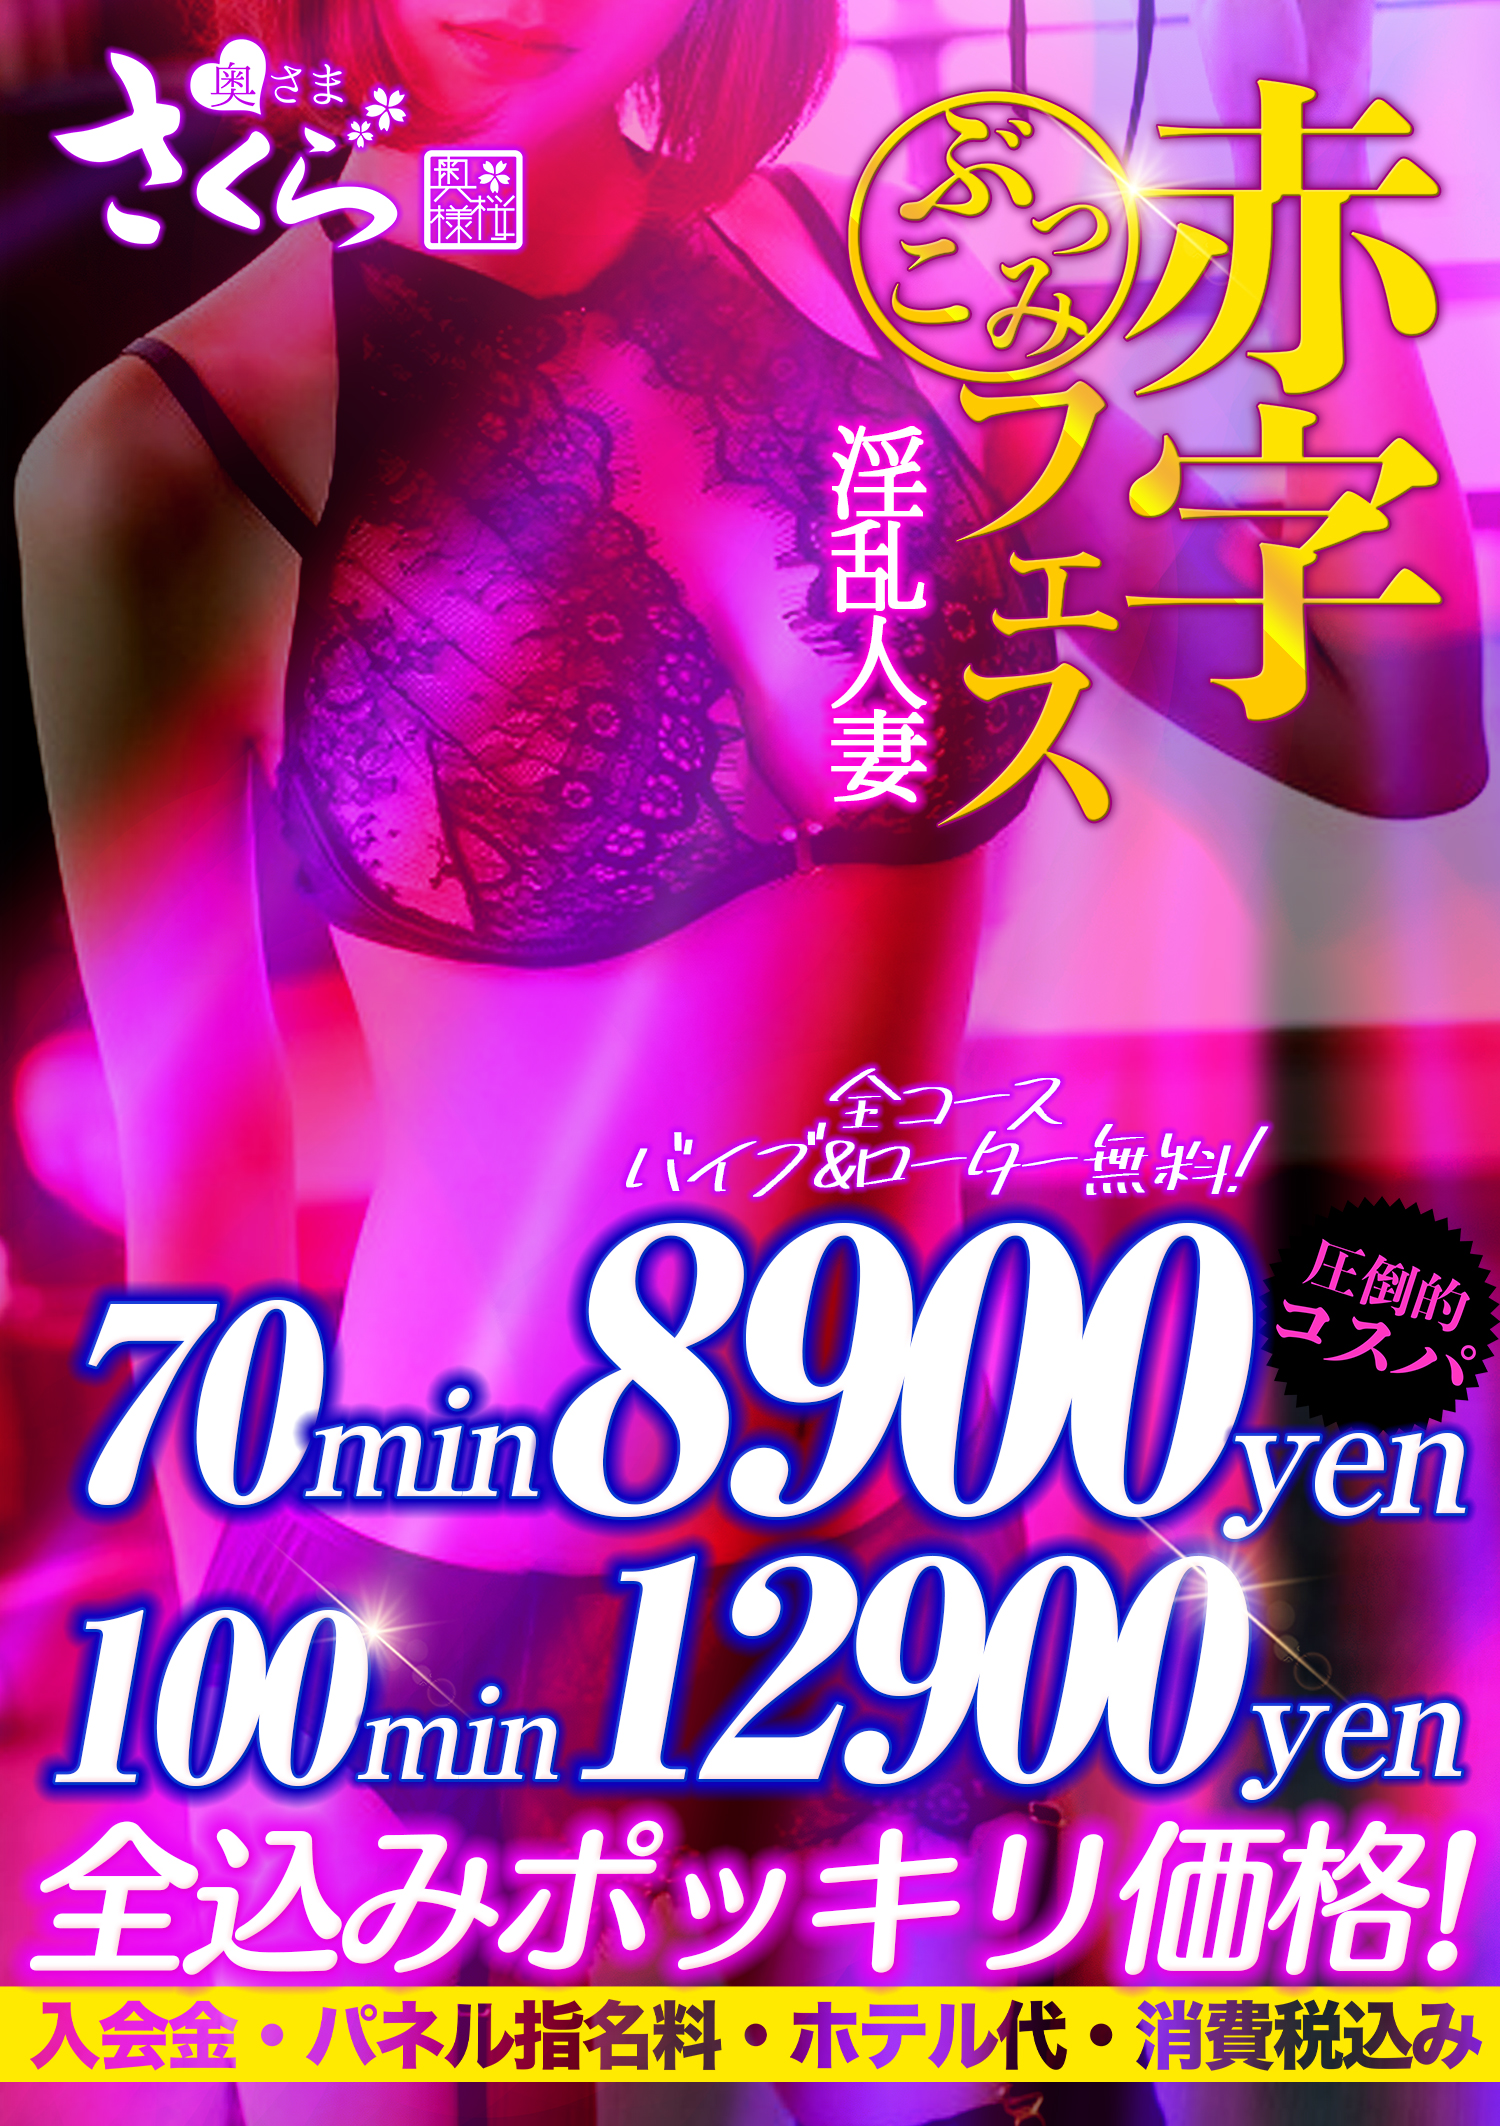 奥さま
さくら
奥様
桜
赤字
ぶっこみ
フェス
淫乱人妻
全コース
バイブ&ローター無料!
70min 8900yen
圧倒的
コスパ
100min 12900yen
全込みポッキリ価格!
入会金・パネル指名料・ホテル代・消費税込み